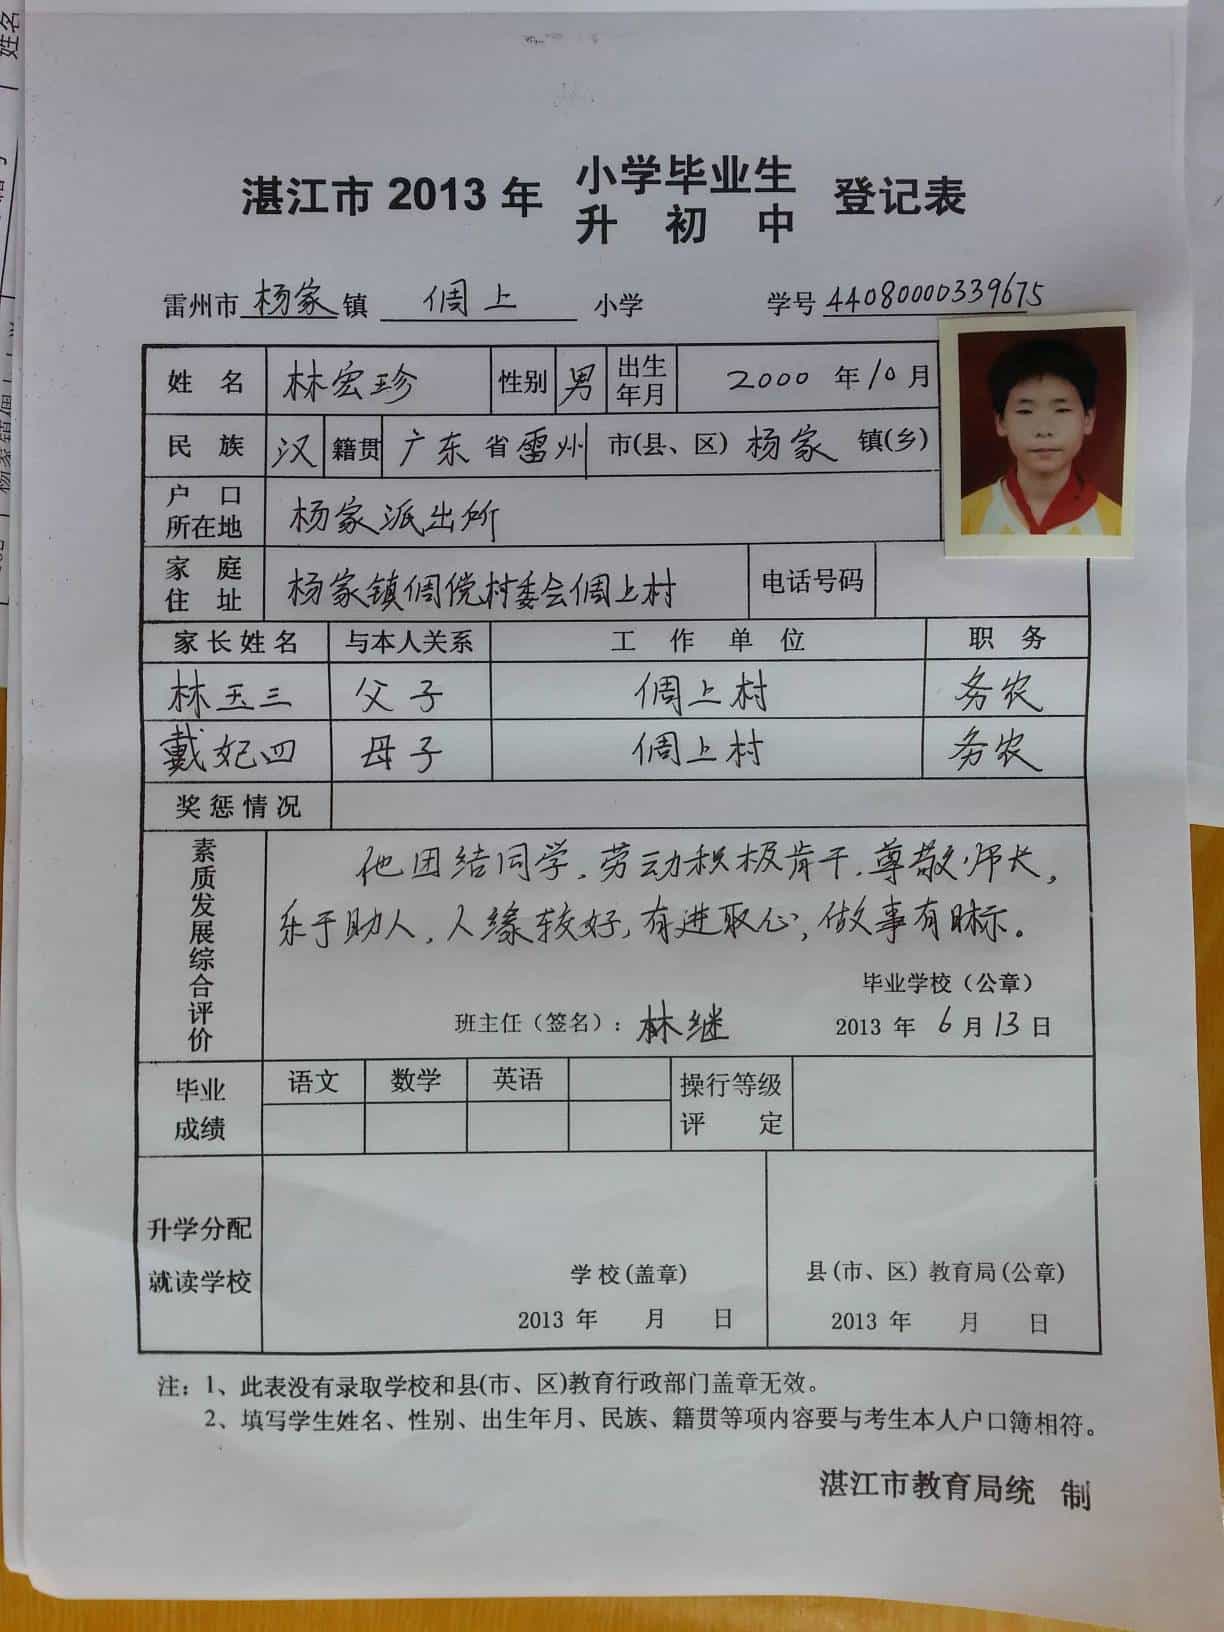 湛江市 2013 年 小学毕业生 登记表
升 初 中
雷州市 杨家 镇 倜上 小学 学号 44080000339675
姓 名 林宏珍 性别 男 出生年月 2000 年 10 月
民 族 汉 籍贯 广东 省 雷州 市(县、区) 杨家 镇(乡)
户 口 所在地 杨家派出所
家 庭 住 址 杨家镇倜傥村委会倜上村 电话号码
家长姓名 与本人关系 工 作 单 位 职 务
林玉三 父子 倜上村 务农
戴妃四 母子 倜上村 务农
奖惩情况
素质发展综合评价
他团结同学,劳动积极肯干,尊敬师长,
乐于助人,人缘较好,有进取心,做事有目标。
毕业学校(公章)
班主任(签名): 林继 2013 年 6 月 13 日
毕业成绩 语文 数学 英语 操行等级评 定
升学分配
就读学校
学校(盖章) 县(市、区)教育局(公章)
2013 年 月 日 2013 年 月 日
注: 1、此表没有录取学校和县(市、区)教育行政部门盖章无效。
2、填写学生姓名、性别、出生年月、民族、籍贯等项内容要与考生本人户口簿相符。
湛江市教育局统 制